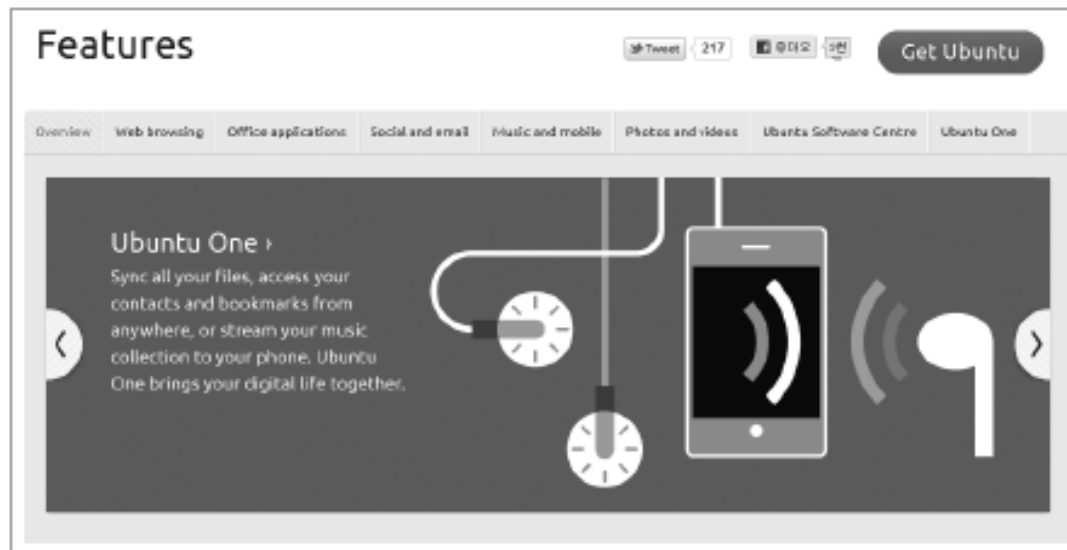 Features
Tweet 217
Get Ubuntu
Overview Web browsing Office applications Social and email Music and mobile Photos and videos Ubuntu Software Centre Ubuntu One
Ubuntu One ›
Sync all your files, access your
contacts and bookmarks from
anywhere, or stream your music
collection to your phone. Ubuntu
One brings your digital life together.